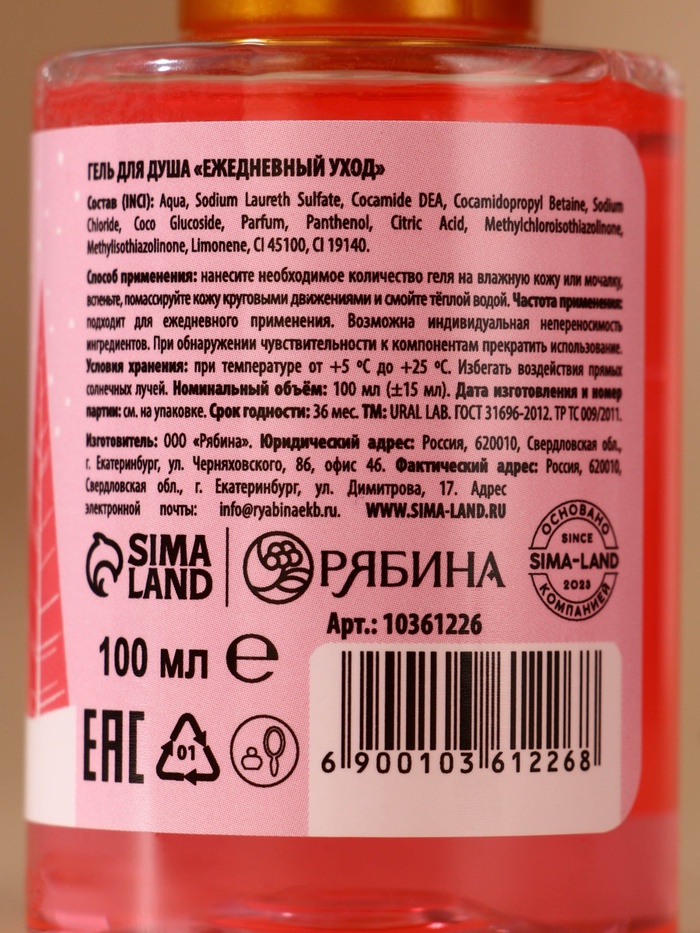 ГЕЛЬ ДЛЯ ДУША «ЕЖЕДНЕВНЫЙ УХОД»
Состав (INCI): Aqua, Sodium Laureth Sulfate, Cocamide DEA, Cocamidopropyl Betaine, Sodium
Chloride, Coco Glucoside, Parfum, Panthenol, Citric Acid, Methylchloroisothiazolinone,
Methylisothiazolinone, Limonene, CI 45100, CI 19140.
Способ применения: нанесите необходимое количество геля на влажную кожу или мочалку,
вспеньте, помассируйте кожу круговыми движениями и смойте тёплой водой. Частота применения:
подходит для ежедневного применения. Возможна индивидуальная непереносимость
ингредиентов. При обнаружении чувствительности к компонентам прекратить использование.
Условия хранения: при температуре от +5 °C до +25 °C. Избегать воздействия прямых
солнечных лучей. Номинальный объём: 100 мл (±15 мл). Дата изготовления и номер
партии: см. на упаковке. Срок годности: 36 мес. ТМ: URAL LAB. ГОСТ 31696-2012. ТР ТС 009/2011.
Изготовитель: ООО «Рябина». Юридический адрес: Россия, 620010, Свердловская обл.,
г. Екатеринбург, ул. Черняховского, 86, офис 46. Фактический адрес: Россия, 620010,
Свердловская обл., г. Екатеринбург, ул. Димитрова, 17. Адрес
электронной почты: info@ryabinaekb.ru. WWW.SIMA-LAND.RU
SIMA
LAND
РЯБИНА
ОСНОВАНО
SINCE
SIMA-LAND
2023
КОМПАНИЕЙ
Арт.: 10361226
100 мл e
EAC
01
6 900103 612268